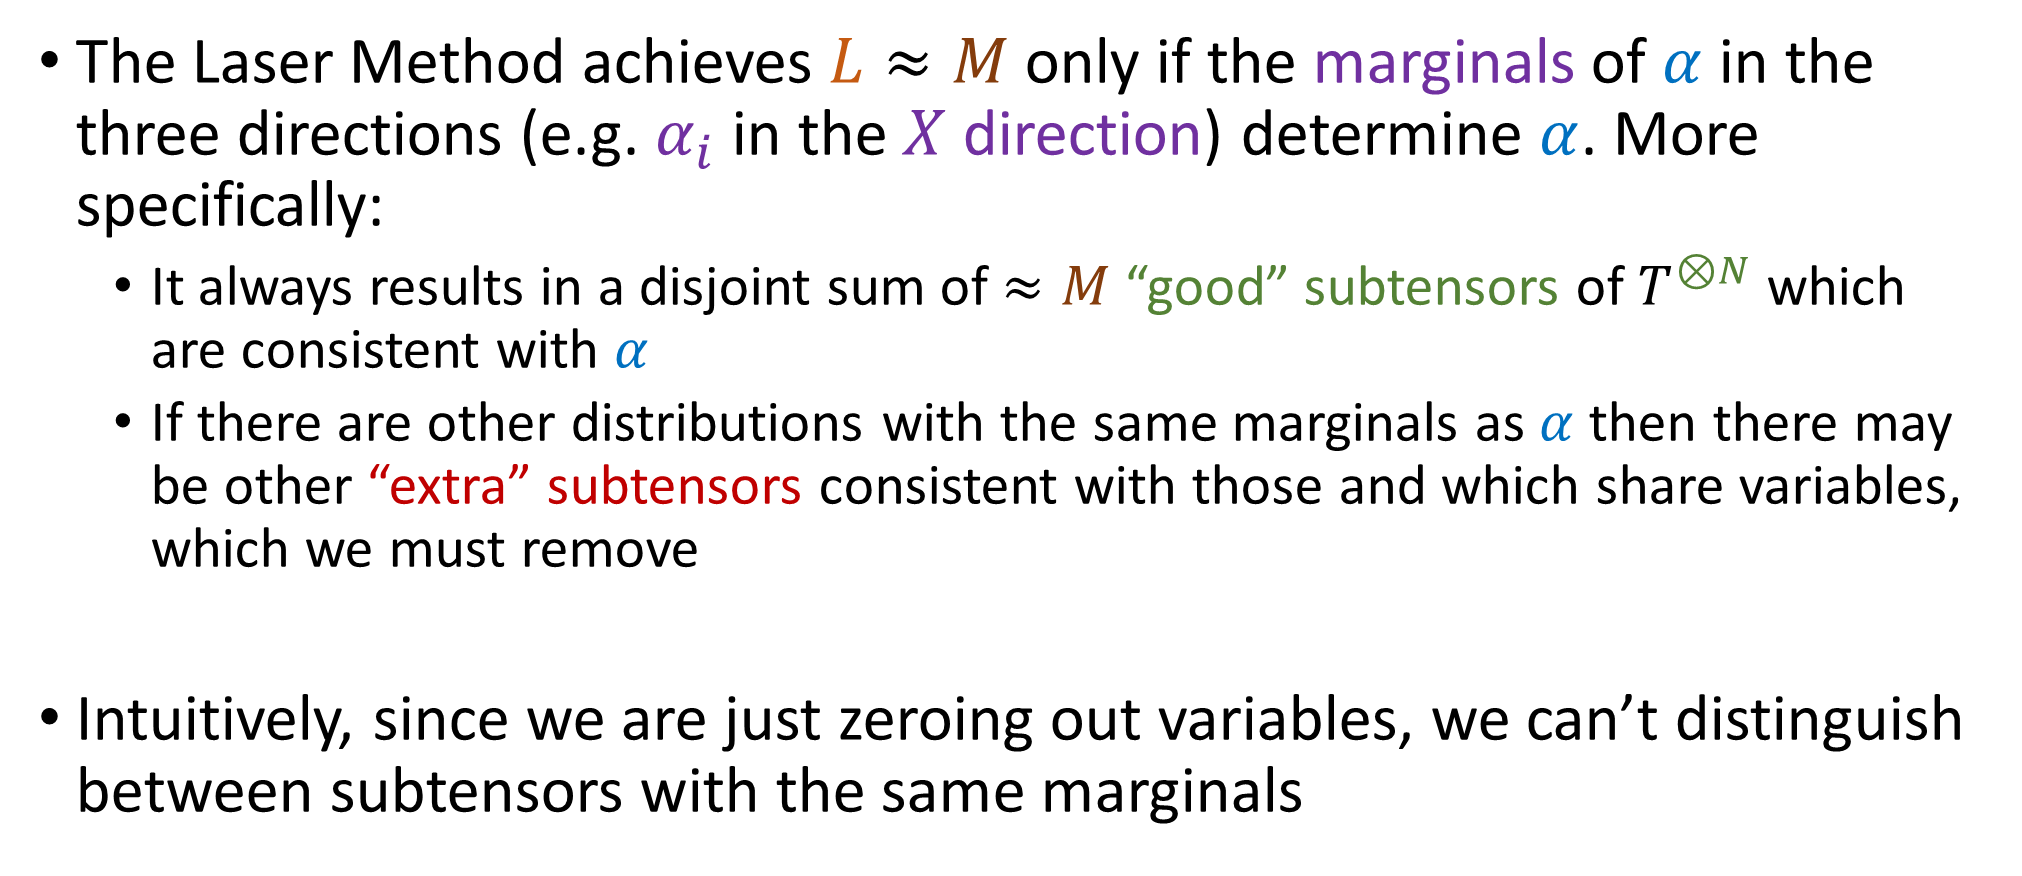 • The Laser Method achieves L ≈ M only if the marginals of α in the
three directions (e.g. αᵢ in the X direction) determine α. More
specifically:
• It always results in a disjoint sum of ≈ M “good” subtensors of T^{⊗N} which
are consistent with α
• If there are other distributions with the same marginals as α then there may
be other “extra” subtensors consistent with those and which share variables,
which we must remove
• Intuitively, since we are just zeroing out variables, we can’t distinguish
between subtensors with the same marginals